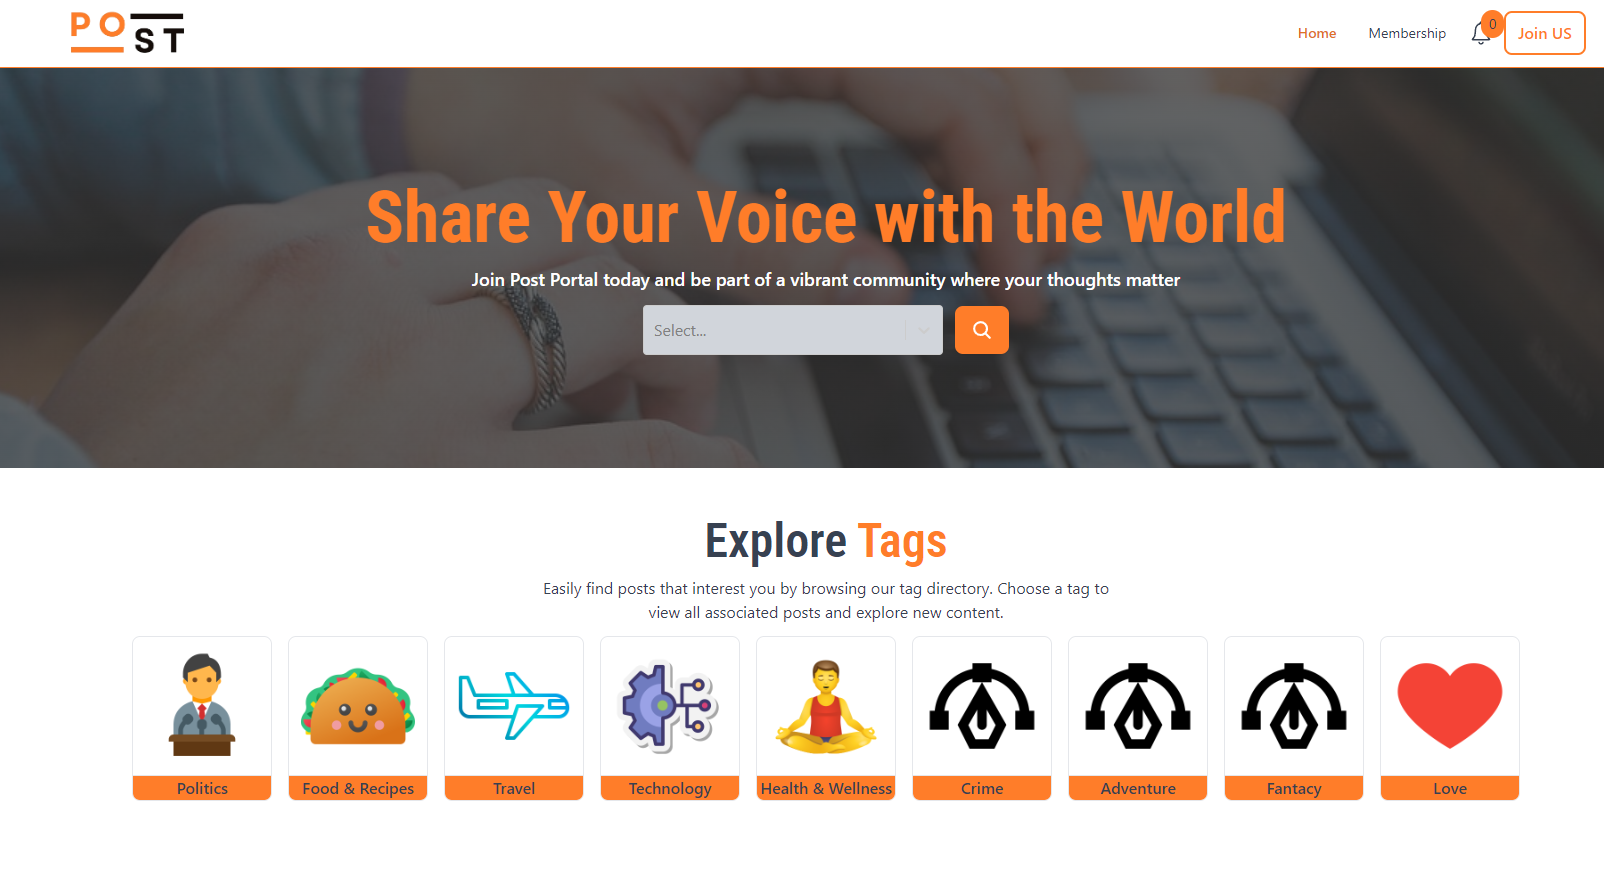 POST
Home
Membership
0
Join US
Share Your Voice with the World
Join Post Portal today and be part of a vibrant community where your thoughts matter
Select...
Explore Tags
Easily find posts that interest you by browsing our tag directory. Choose a tag to
view all associated posts and explore new content.
Politics
Food & Recipes
Travel
Technology
Health & Wellness
Crime
Adventure
Fantacy
Love